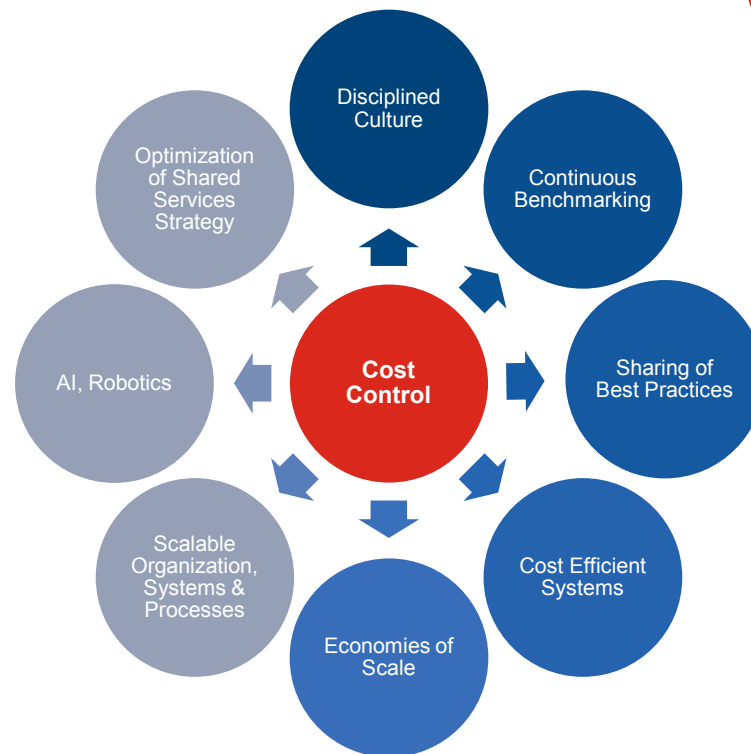 Disciplined
Culture
Continuous
Benchmarking
Sharing of
Best Practices
Cost Efficient
Systems
Economies of
Scale
Scalable
Organization,
Systems &
Processes
AI, Robotics
Optimization
of Shared
Services
Strategy
Cost
Control